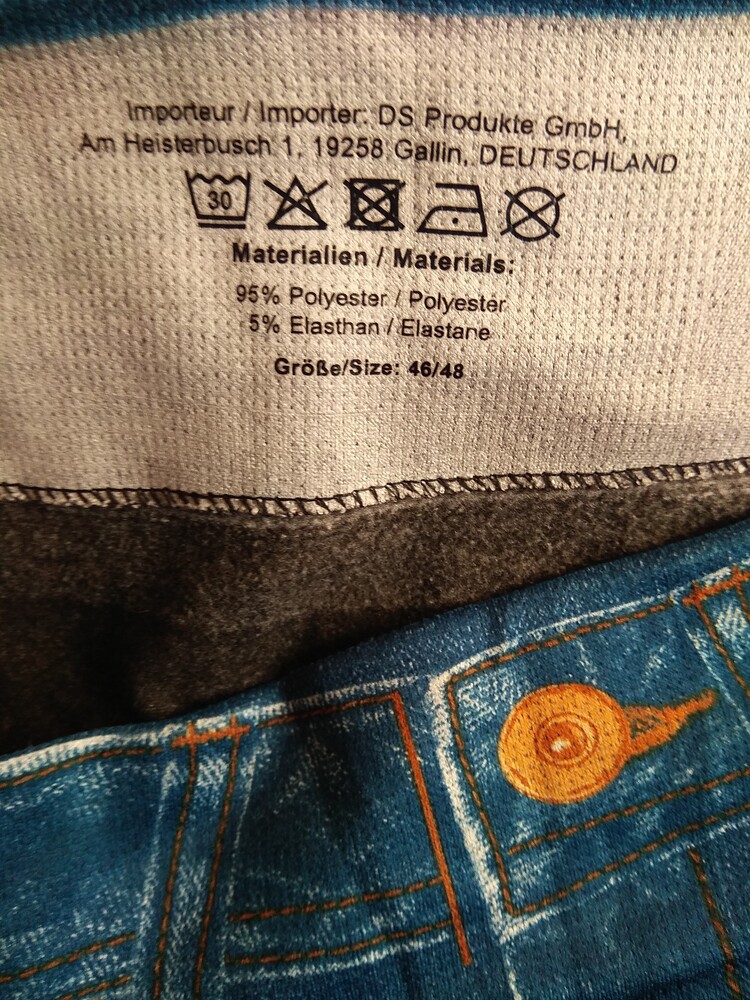 Importeur / Importer: DS Produkte GmbH,
Am Heisterbusch 1, 19258 Gallin, DEUTSCHLAND
30
Materialien / Materials:
95% Polyester / Polyester
5% Elasthan / Elastane
Größe/Size: 46/48